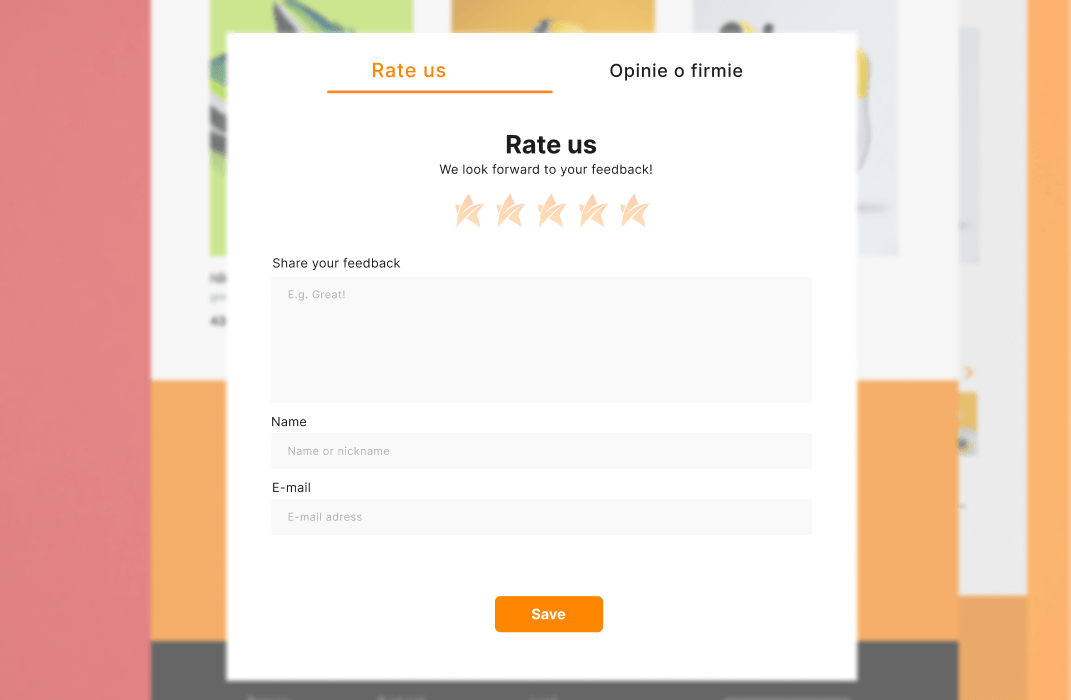 Rate us
Opinie o firmie
Rate us
We look forward to your feedback!
Share your feedback
E.g. Great!
Name
Name or nickname
E-mail
E-mail adress
Save